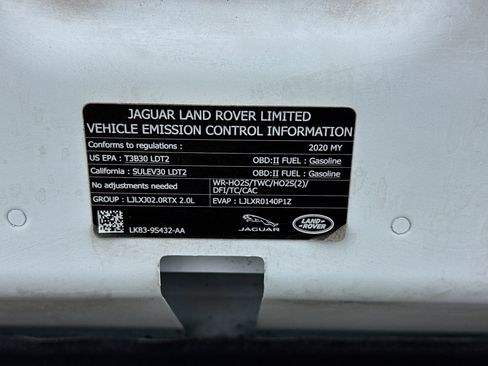 JAGUAR LAND ROVER LIMITED
VEHICLE EMISSION CONTROL INFORMATION
Conforms to regulations: 2020 MY
US EPA : T3B30 LDT2 OBD:II FUEL : Gasoline
California : SULEV30 LDT2 OBD:II FUEL : Gasoline
No adjustments needed WR-HO2S/TWC/HO2S(2)/
DFI/TC/CAC
GROUP : LJLXJ02.0RTX 2.0L EVAP : LJLXR0140P1Z
LK83-9S432-AA JAGUAR LAND ROVER